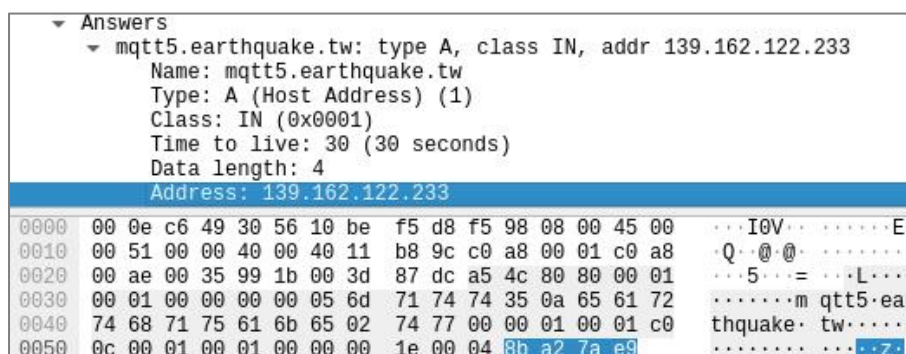 Answers
mqtt5.earthquake.tw: type A, class IN, addr 139.162.122.233
Name: mqtt5.earthquake.tw
Type: A (Host Address) (1)
Class: IN (0x0001)
Time to live: 30 (30 seconds)
Data length: 4
Address: 139.162.122.233
0000 00 0e c6 49 30 56 10 be f5 d8 f5 98 08 00 45 00 ···I0V·· ······E
0010 00 51 00 00 40 00 40 11 b8 9c c0 a8 00 01 c0 a8 ·Q··@·@· ········
0020 00 ae 00 35 99 1b 00 3d 87 dc a5 4c 80 80 00 01 ···5···= ···L····
0030 00 01 00 00 00 00 05 6d 71 74 74 35 0a 65 61 72 ·······m qtt5·ea
0040 74 68 71 75 61 6b 65 02 74 77 00 00 01 00 01 c0 thquake· tw·····
0050 0c 00 01 00 01 00 00 00 1e 00 04 8b a2 7a e9 ········ ·····z·